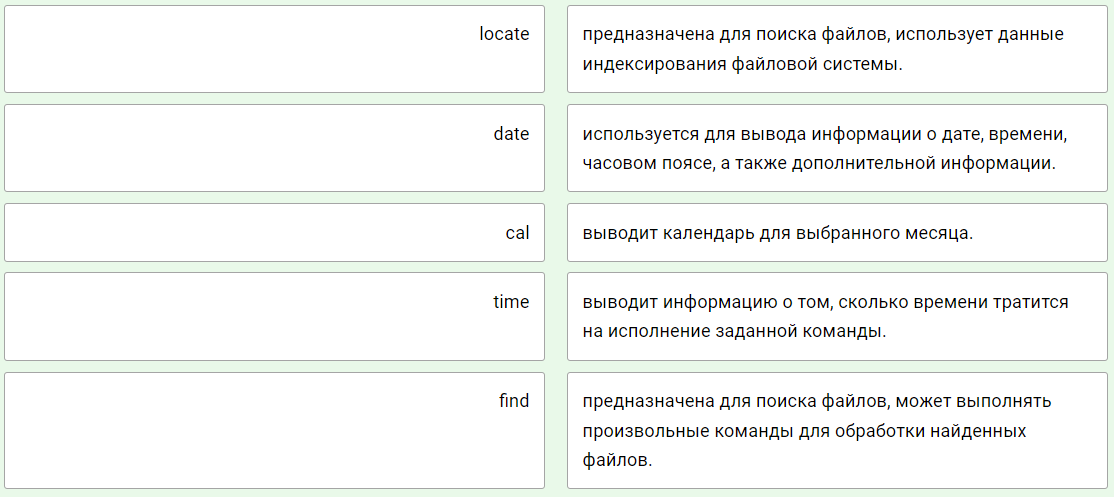 locate
предназначена для поиска файлов, использует данные
индексирования файловой системы.
date
используется для вывода информации о дате, времени,
часовом поясе, а также дополнительной информации.
cal
выводит календарь для выбранного месяца.
time
выводит информацию о том, сколько времени тратится
на исполнение заданной команды.
find
предназначена для поиска файлов, может выполнять
произвольные команды для обработки найденных
файлов.